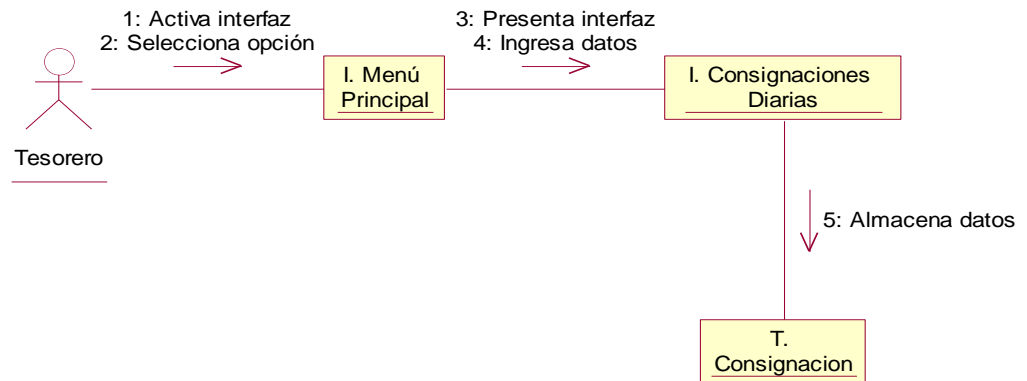 1: Activa interfaz
2: Selecciona opción
3: Presenta interfaz
4: Ingresa datos
I. Menú
Principal
I. Consignaciones
Diarias
Tesorero
5: Almacena datos
T.
Consignacion